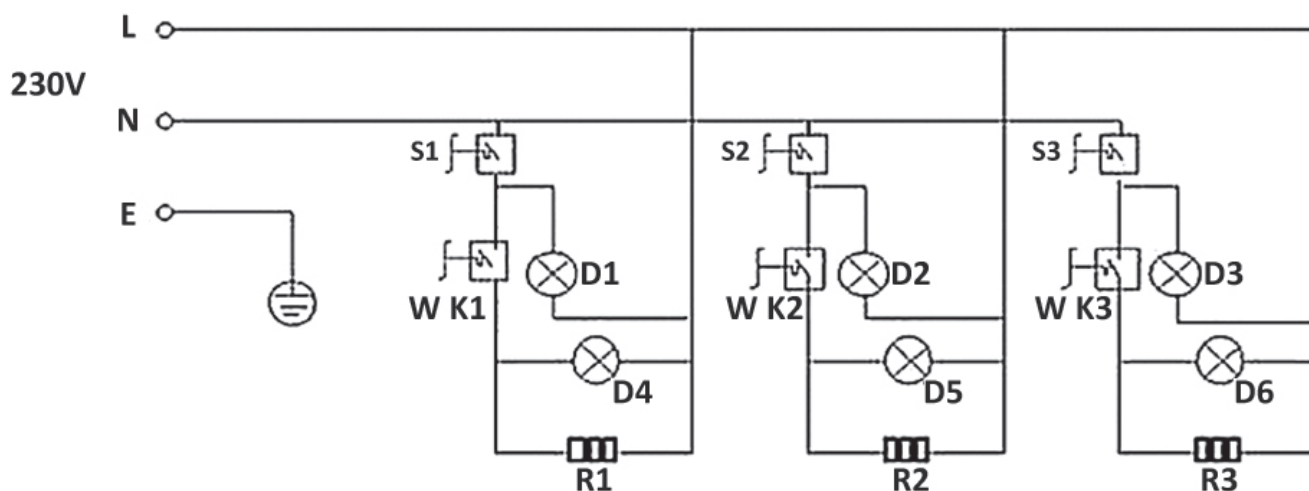 L
230V
N
S1 S2 S3
E
D1 D2 D3
W K1 W K2 W K3
D4 D5 D6
R1 R2 R3